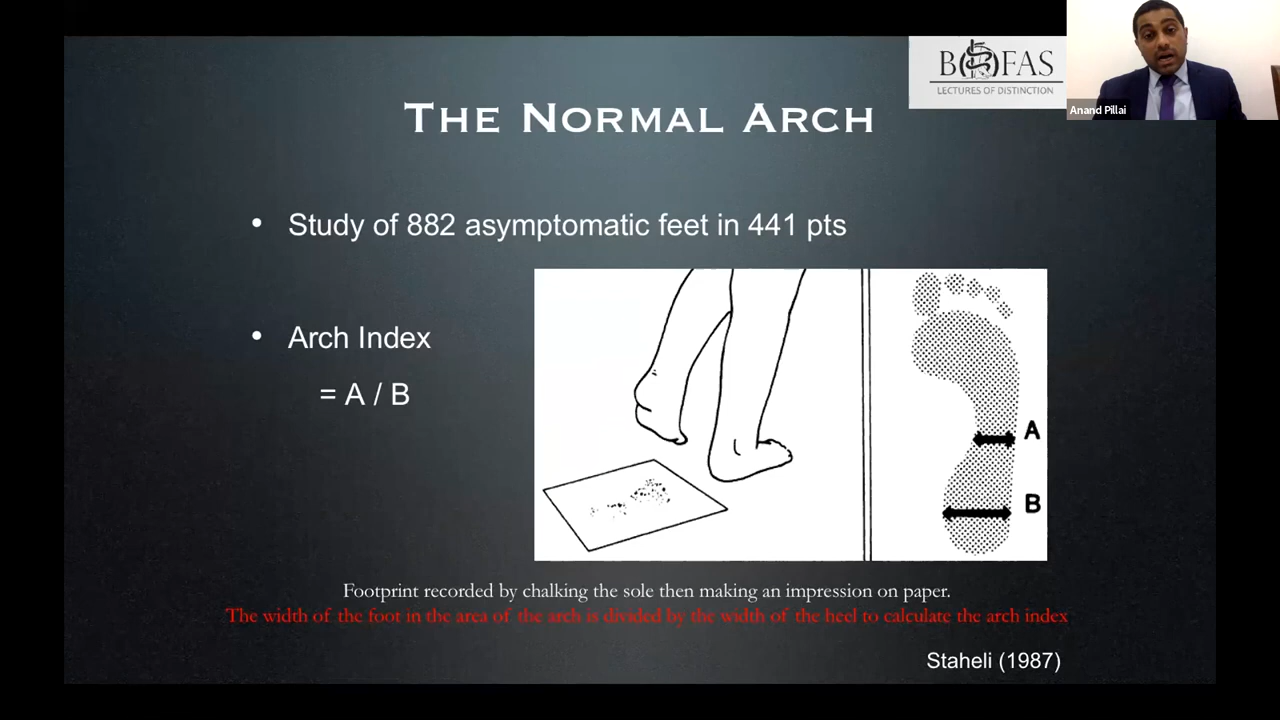 B FAS
LECTURES OF DISTINCTION
Anand Pillai
THE NORMAL ARCH
• Study of 882 asymptomatic feet in 441 pts
• Arch Index
= A / B
A
B
Footprint recorded by chalking the sole then making an impression on paper.
The width of the foot in the area of the arch is divided by the width of the heel to calculate the arch index
Staheli (1987)